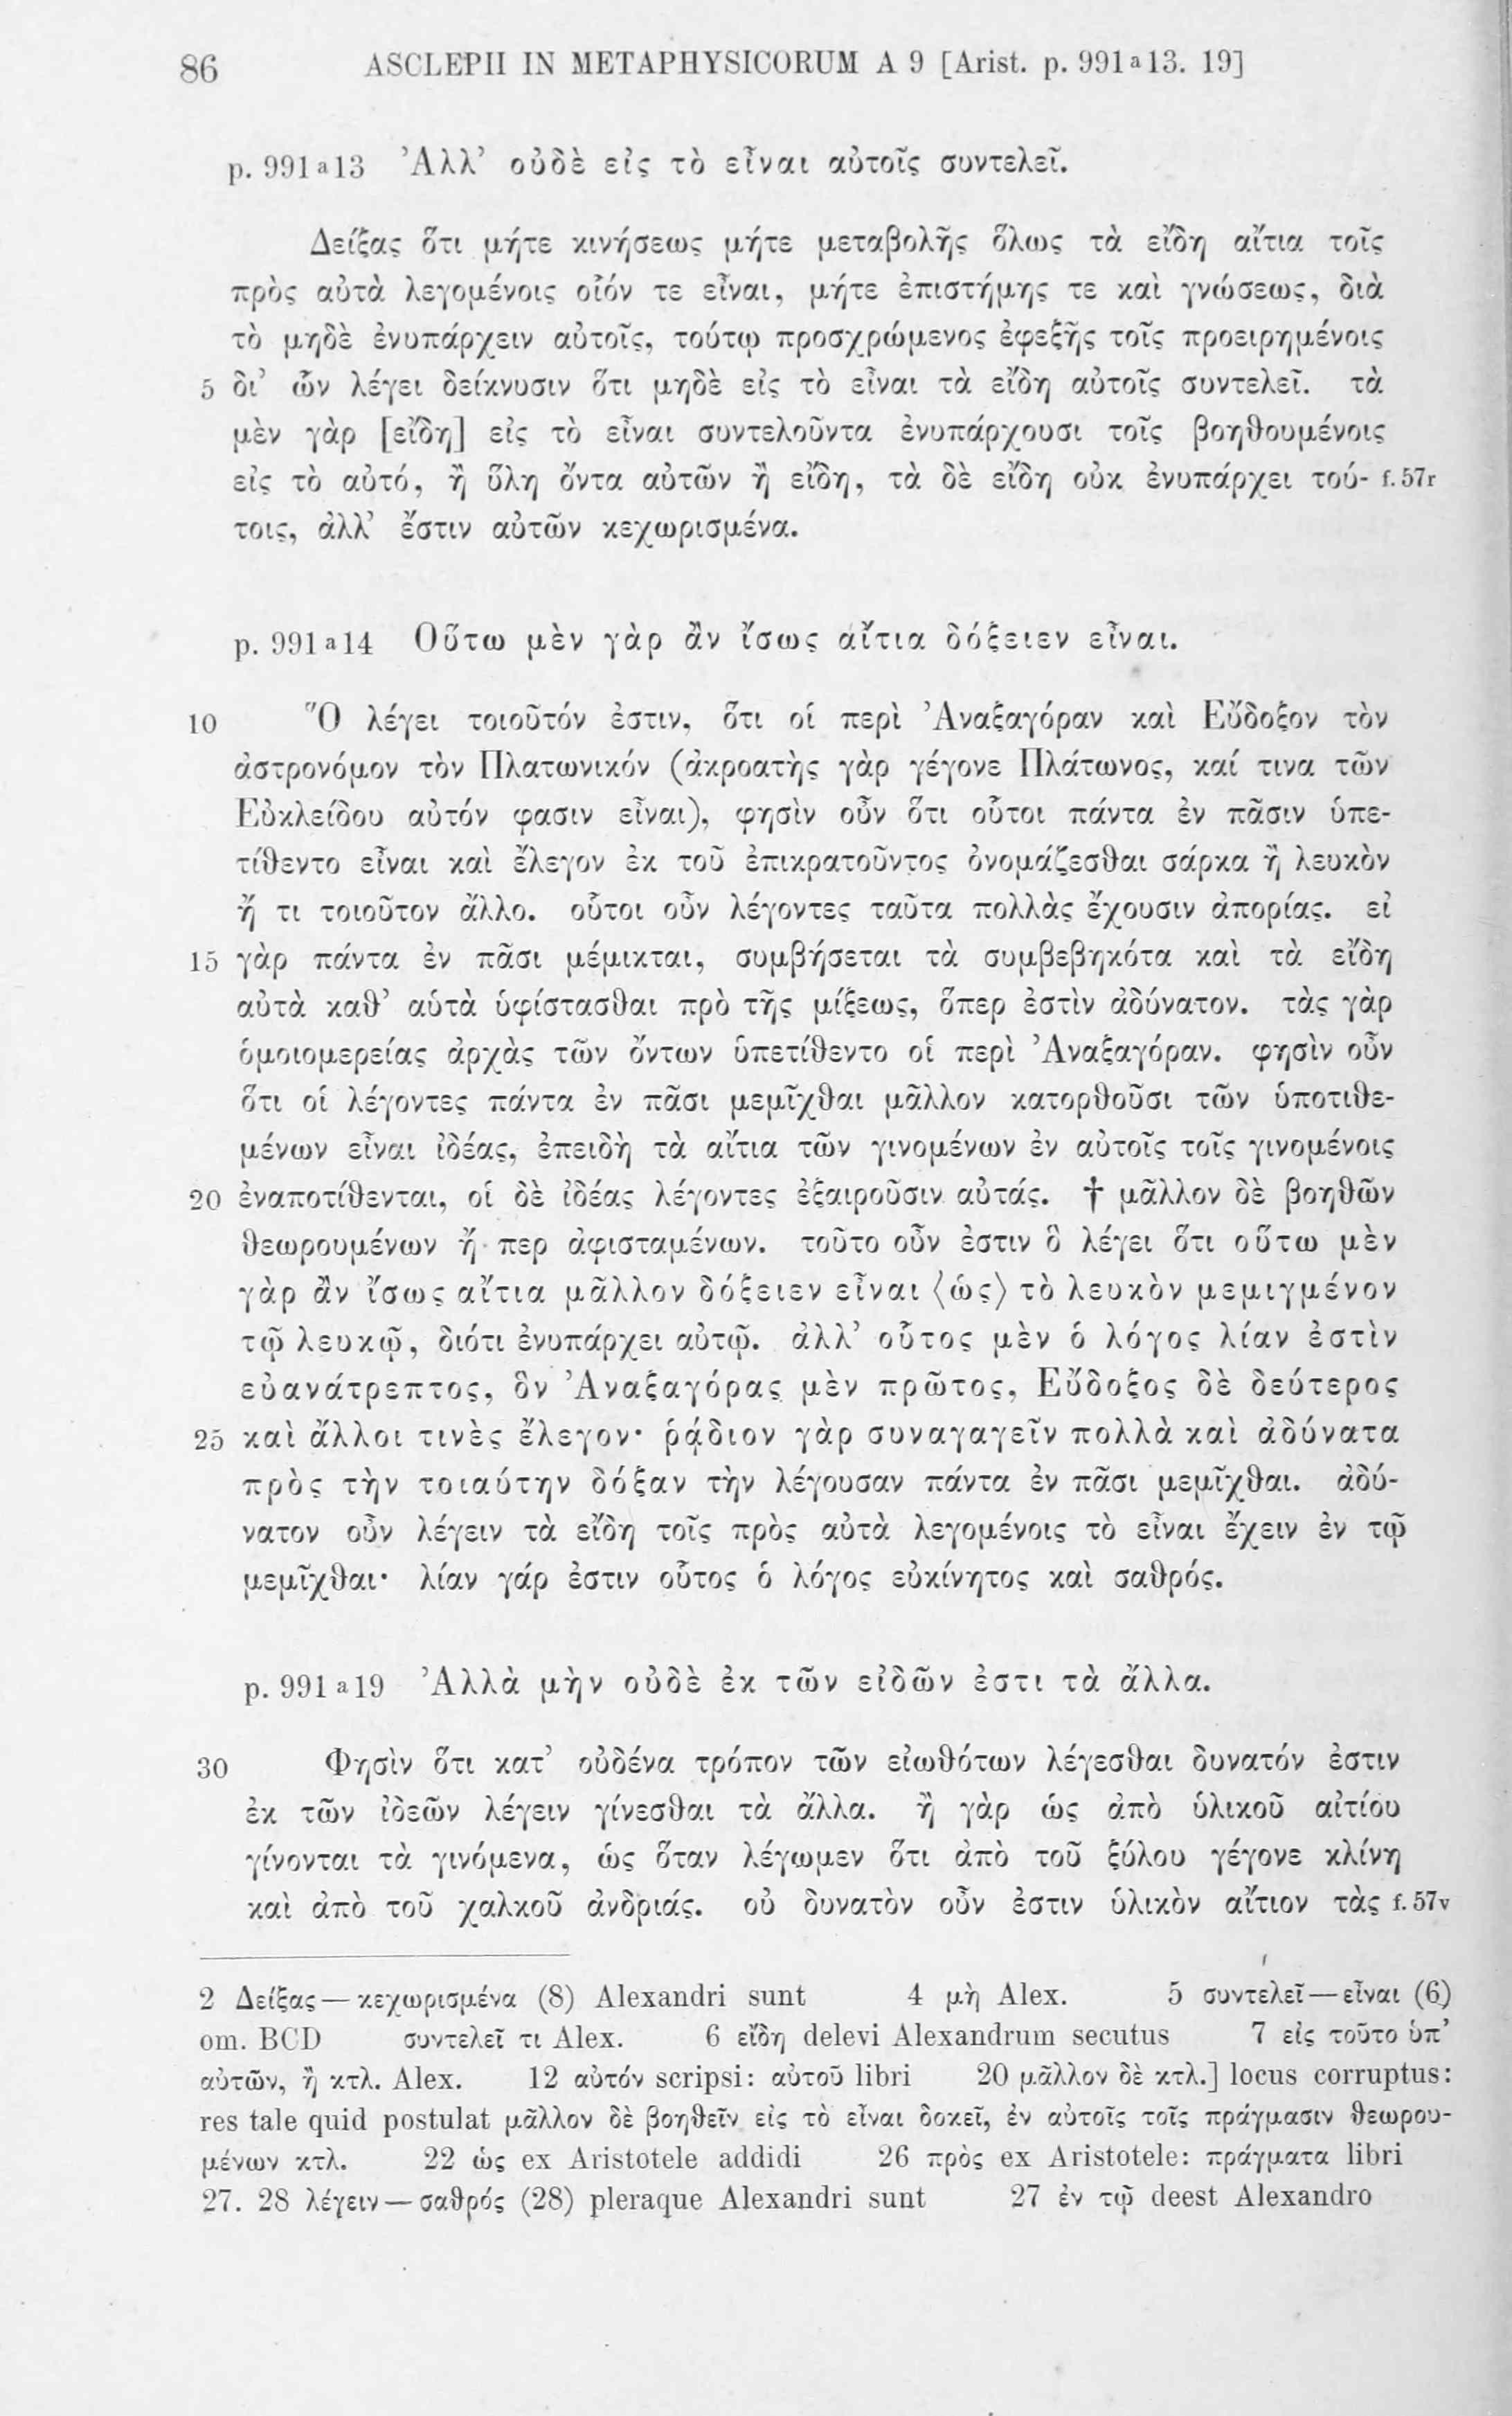 86 ASCLEPII IN METAPHYSICORUM A 9 [Arist. p. 991ᵃ13. 19]
p. 991ᵃ13 Ἀλλ’ οὐδὲ εἰς τὸ εἶναι αὐτοῖς συντελεῖ.
Δείξας ὅτι μήτε κινήσεως μήτε μεταβολῆς ὅλως τὰ εἴδη αἴτια τοῖς
πρὸς αὐτὰ λεγομένοις οἷόν τε εἶναι, μήτε ἐπιστήμης τε καὶ γνώσεως, διὰ
τὸ μηδὲ ἐνυπάρχειν αὐτοῖς, τούτῳ προσχρώμενος ἐφεξῆς τοῖς προειρημένοις
5 δι’ ὧν λέγει δείκνυσιν ὅτι μηδὲ εἰς τὸ εἶναι τὰ εἴδη αὐτοῖς συντελεῖ. τὰ
μὲν γὰρ [εἴδη] εἰς τὸ εἶναι συντελοῦντα ἐνυπάρχουσι τοῖς βοηθουμένοις
εἰς τὸ αὐτό, ἢ ὕλη ὄντα αὐτῶν ἢ εἴδη, τὰ δὲ εἴδη οὐκ ἐνυπάρχει τού- f. 57r
τοις, ἀλλ’ ἔστιν αὐτῶν κεχωρισμένα.
p. 991ᵃ14 Οὕτω μὲν γὰρ ἂν ἴσως αἴτια δόξειεν εἶναι.
10 Ὃ λέγει τοιοῦτόν ἐστιν, ὅτι οἱ περὶ Ἀναξαγόραν καὶ Εὔδοξον τὸν
ἀστρονόμον τὸν Πλατωνικόν (ἀκροατὴς γὰρ γέγονε Πλάτωνος, καί τινα τῶν
Εὐκλείδου αὐτόν φασιν εἶναι), φησὶν οὖν ὅτι οὗτοι πάντα ἐν πᾶσιν ὑπε-
τίθεντο εἶναι καὶ ἔλεγον ἐκ τοῦ ἐπικρατοῦντος ὀνομάζεσθαι σάρκα ἢ λευκὸν
ἤ τι τοιοῦτον ἄλλο. οὗτοι οὖν λέγοντες ταῦτα πολλὰς ἔχουσιν ἀπορίας. εἰ
15 γὰρ πάντα ἐν πᾶσι μέμικται, συμβήσεται τὰ συμβεβηκότα καὶ τὰ εἴδη
αὐτὰ καθ’ αὑτὰ ὑφίστασθαι πρὸ τῆς μίξεως, ὅπερ ἐστὶν ἀδύνατον. τὰς γὰρ
ὁμοιομερείας ἀρχὰς τῶν ὄντων ὑπετίθεντο οἱ περὶ Ἀναξαγόραν. φησὶν οὖν
ὅτι οἱ λέγοντες πάντα ἐν πᾶσι μεμῖχθαι μᾶλλον κατορθοῦσι τῶν ὑποτιθε-
μένων εἶναι ἰδέας, ἐπειδὴ τὰ αἴτια τῶν γινομένων ἐν αὐτοῖς τοῖς γινομένοις
20 ἐναποτίθενται, οἱ δὲ ἰδέας λέγοντες ἐξαιροῦσιν αὐτάς. † μᾶλλον δὲ βοηθῶν
θεωρουμένων ἤ περ ἀφισταμένων. τοῦτο οὖν ἐστιν ὃ λέγει ὅτι οὕτω μὲν
γὰρ ἂν ἴσως αἴτια μᾶλλον δόξειεν εἶναι ⟨ὡς⟩ τὸ λευκὸν μεμιγμένον
τῷ λευκῷ, διότι ἐνυπάρχει αὐτῷ. ἀλλ’ οὗτος μὲν ὁ λόγος λίαν ἐστὶν
εὐανάτρεπτος, ὃν Ἀναξαγόρας μὲν πρῶτος, Εὔδοξος δὲ δεύτερος
25 καὶ ἄλλοι τινὲς ἔλεγον· ῥᾴδιον γὰρ συναγαγεῖν πολλὰ καὶ ἀδύνατα
πρὸς τὴν τοιαύτην δόξαν τὴν λέγουσαν πάντα ἐν πᾶσι μεμῖχθαι. ἀδύ-
νατον οὖν λέγειν τὰ εἴδη τοῖς πρὸς αὐτὰ λεγομένοις τὸ εἶναι ἔχειν ἐν τῷ
μεμῖχθαι· λίαν γάρ ἐστιν οὗτος ὁ λόγος εὐκίνητος καὶ σαθρός.
p. 991ᵃ19 Ἀλλὰ μὴν οὐδὲ ἐκ τῶν εἰδῶν ἐστι τὰ ἄλλα.
30 Φησὶν ὅτι κατ’ οὐδένα τρόπον τῶν εἰωθότων λέγεσθαι δυνατόν ἐστιν
ἐκ τῶν ἰδεῶν λέγειν γίνεσθαι τὰ ἄλλα. ἢ γὰρ ὡς ἀπὸ ὑλικοῦ αἰτίου
γίνονται τὰ γινόμενα, ὡς ὅταν λέγωμεν ὅτι ἀπὸ τοῦ ξύλου γέγονε κλίνη
καὶ ἀπὸ τοῦ χαλκοῦ ἀνδριάς. οὐ δυνατὸν οὖν ἐστιν ὑλικὸν αἴτιον τὰς f. 57v
2 Δείξας — κεχωρισμένα (8) Alexandri sunt 4 μὴ Alex. 5 συντελεῖ — εἶναι (6)
om. BCD συντελεῖ τι Alex. 6 εἴδη delevi Alexandrum secutus 7 εἰς τοῦτο ὑπ’
αὐτῶν, ἢ κτλ. Alex. 12 αὐτόν scripsi: αὐτοῦ libri 20 μᾶλλον δὲ κτλ.] locus corruptus:
res tale quid postulat μᾶλλον δὲ βοηθεῖν εἰς τὸ εἶναι δοκεῖ, ἐν αὐτοῖς τοῖς πράγμασιν θεωρου-
μένων κτλ. 22 ὡς ex Aristotele addidi 26 πρὸς ex Aristotele: πράγματα libri
27. 28 λέγειν — σαθρός (28) pleraque Alexandri sunt 27 ἐν τῷ deest Alexandro